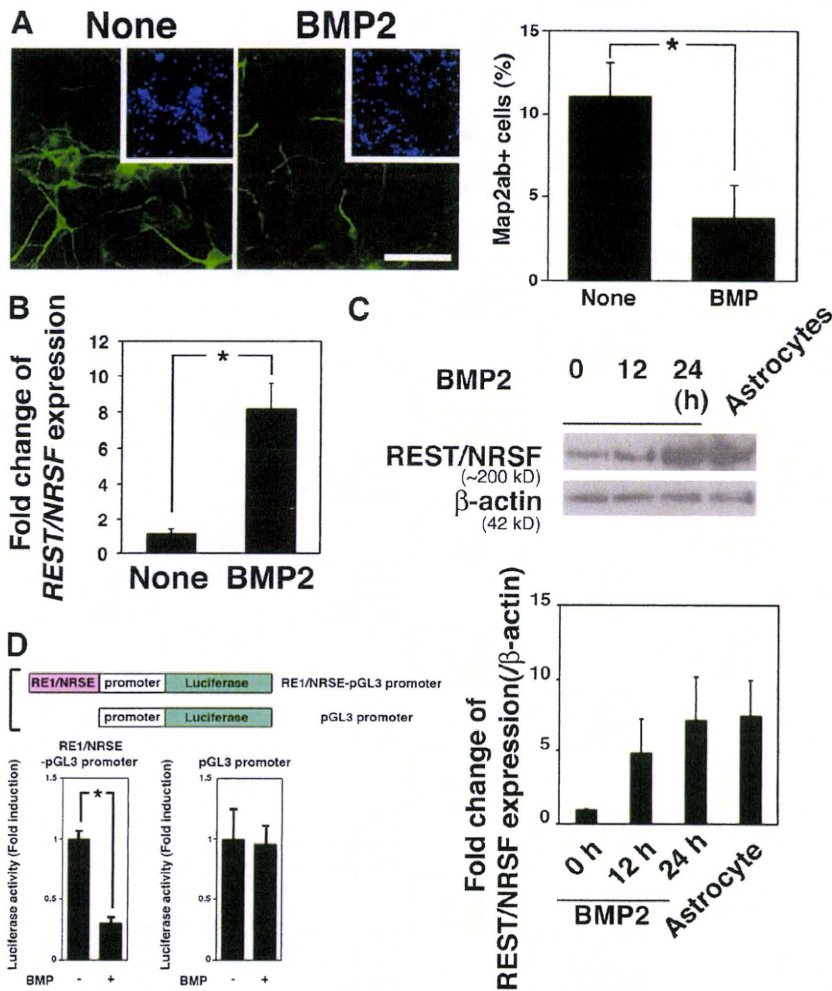 A
None
BMP2
Map2ab+ cells (%)
15
10
5
0
*
None
BMP
B
Fold change of
REST/NRSF expression
12
10
8
6
4
2
0
*
None
BMP2
C
BMP2
0
12
24
(h)
Astrocytes
REST/NRSF
(~200 kD)
β-actin
(42 kD)
Fold change of
REST/NRSF expression(/β-actin)
15
10
5
0
0 h
12 h
24 h
Astrocyte
BMP2
D
RE1/NRSE
promoter
Luciferase
RE1/NRSE-pGL3 promoter
promoter
Luciferase
pGL3 promoter
RE1/NRSE
-pGL3 promoter
Luciferase activity (Fold induction)
1.5
1
0.5
0
*
BMP
-
+
pGL3 promoter
Luciferase activity (Fold induction)
1.5
1
0.5
0
BMP
-
+